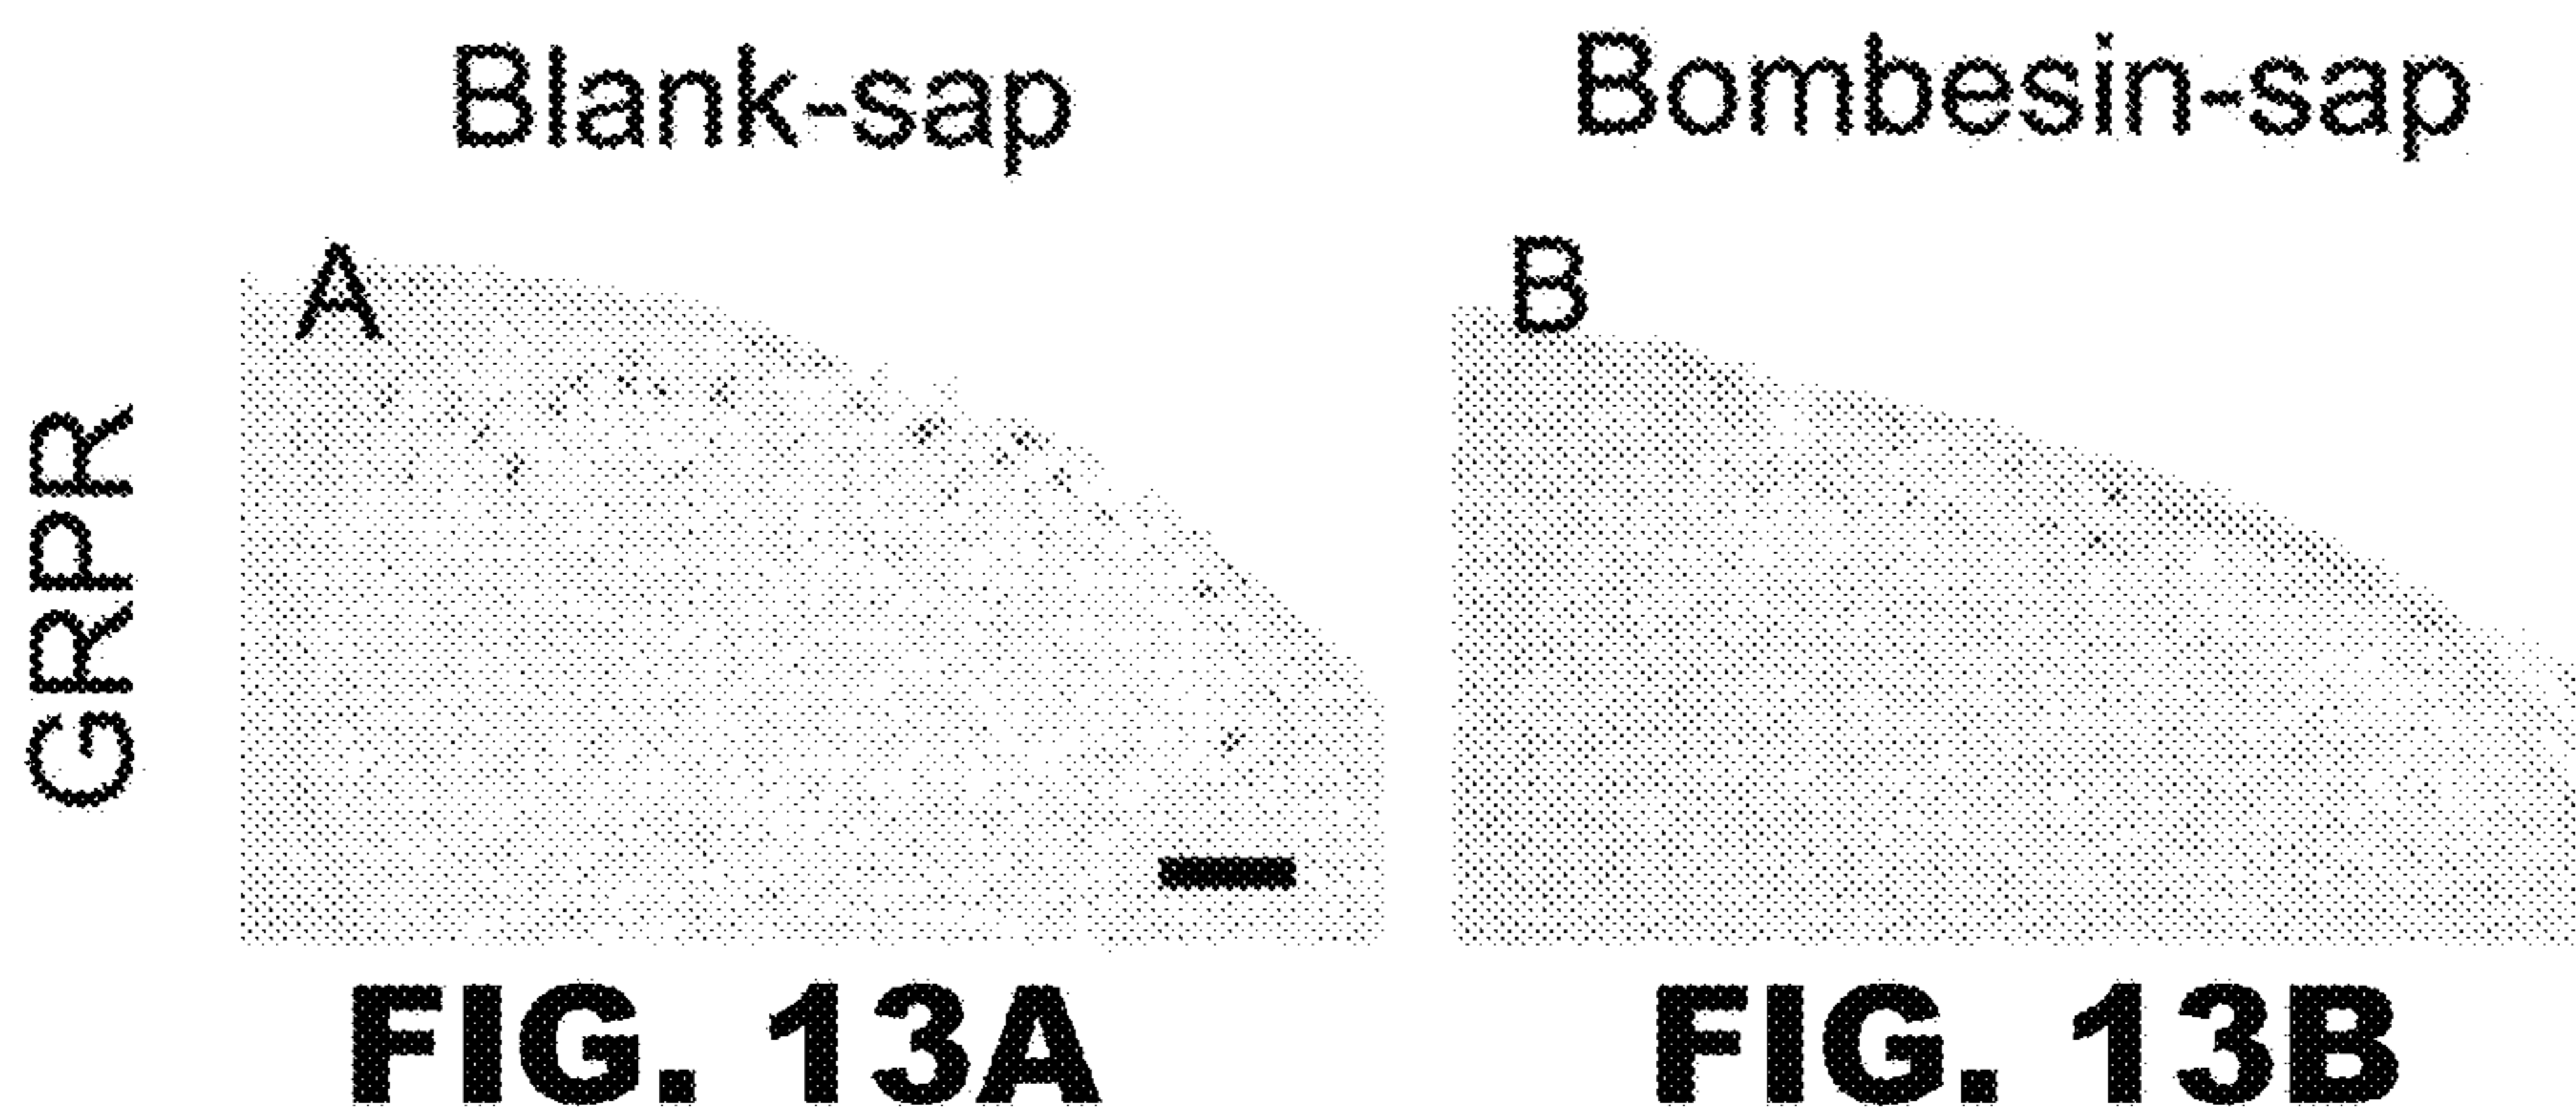 Blank-sap
Bombesin-sap
GRPR
A
B
FIG. 13A
FIG. 13B